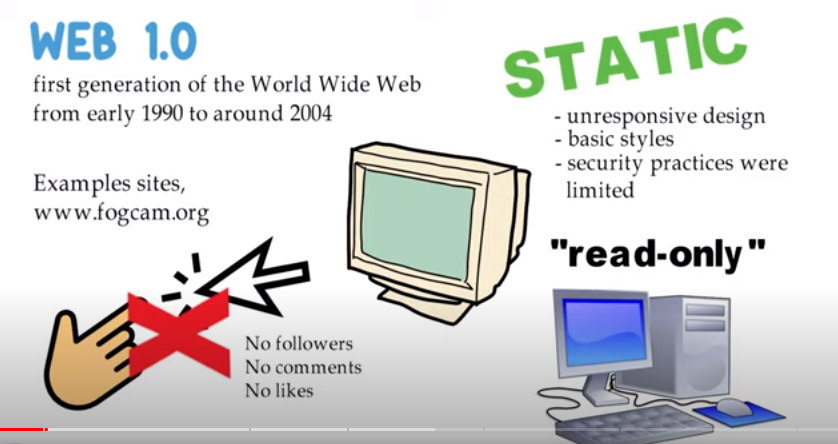 WEB 1.0
first generation of the World Wide Web
from early 1990 to around 2004
Examples sites,
www.fogcam.org
No followers
No comments
No likes
STATIC
- unresponsive design
- basic styles
- security practices were
limited
"read-only"